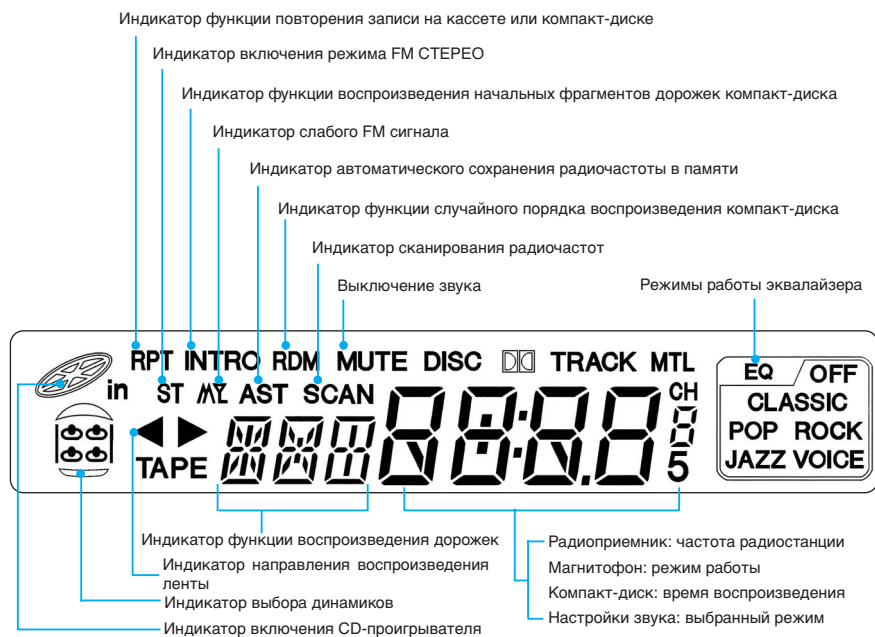 Индикатор функции повторения записи на кассете или компакт-диске
Индикатор включения режима FM СТЕРЕО
Индикатор функции воспроизведения начальных фрагментов дорожек компакт-диска
Индикатор слабого FM сигнала
Индикатор автоматического сохранения радиочастоты в памяти
Индикатор функции случайного порядка воспроизведения компакт-диска
Индикатор сканирования радиочастот
Выключение звука
Режимы работы эквалайзера
RPT INTRO RDM MUTE DISC TRACK MTL
in ST AST SCAN CH
TAPE 5
EQ OFF
CLASSIC
POP ROCK
JAZZ VOICE
Индикатор функции воспроизведения дорожек
Индикатор направления воспроизведения
ленты
Индикатор выбора динамиков
Индикатор включения CD-проигрывателя
Радиоприемник: частота радиостанции
Магнитофон: режим работы
Компакт-диск: время воспроизведения
Настройки звука: выбранный режим